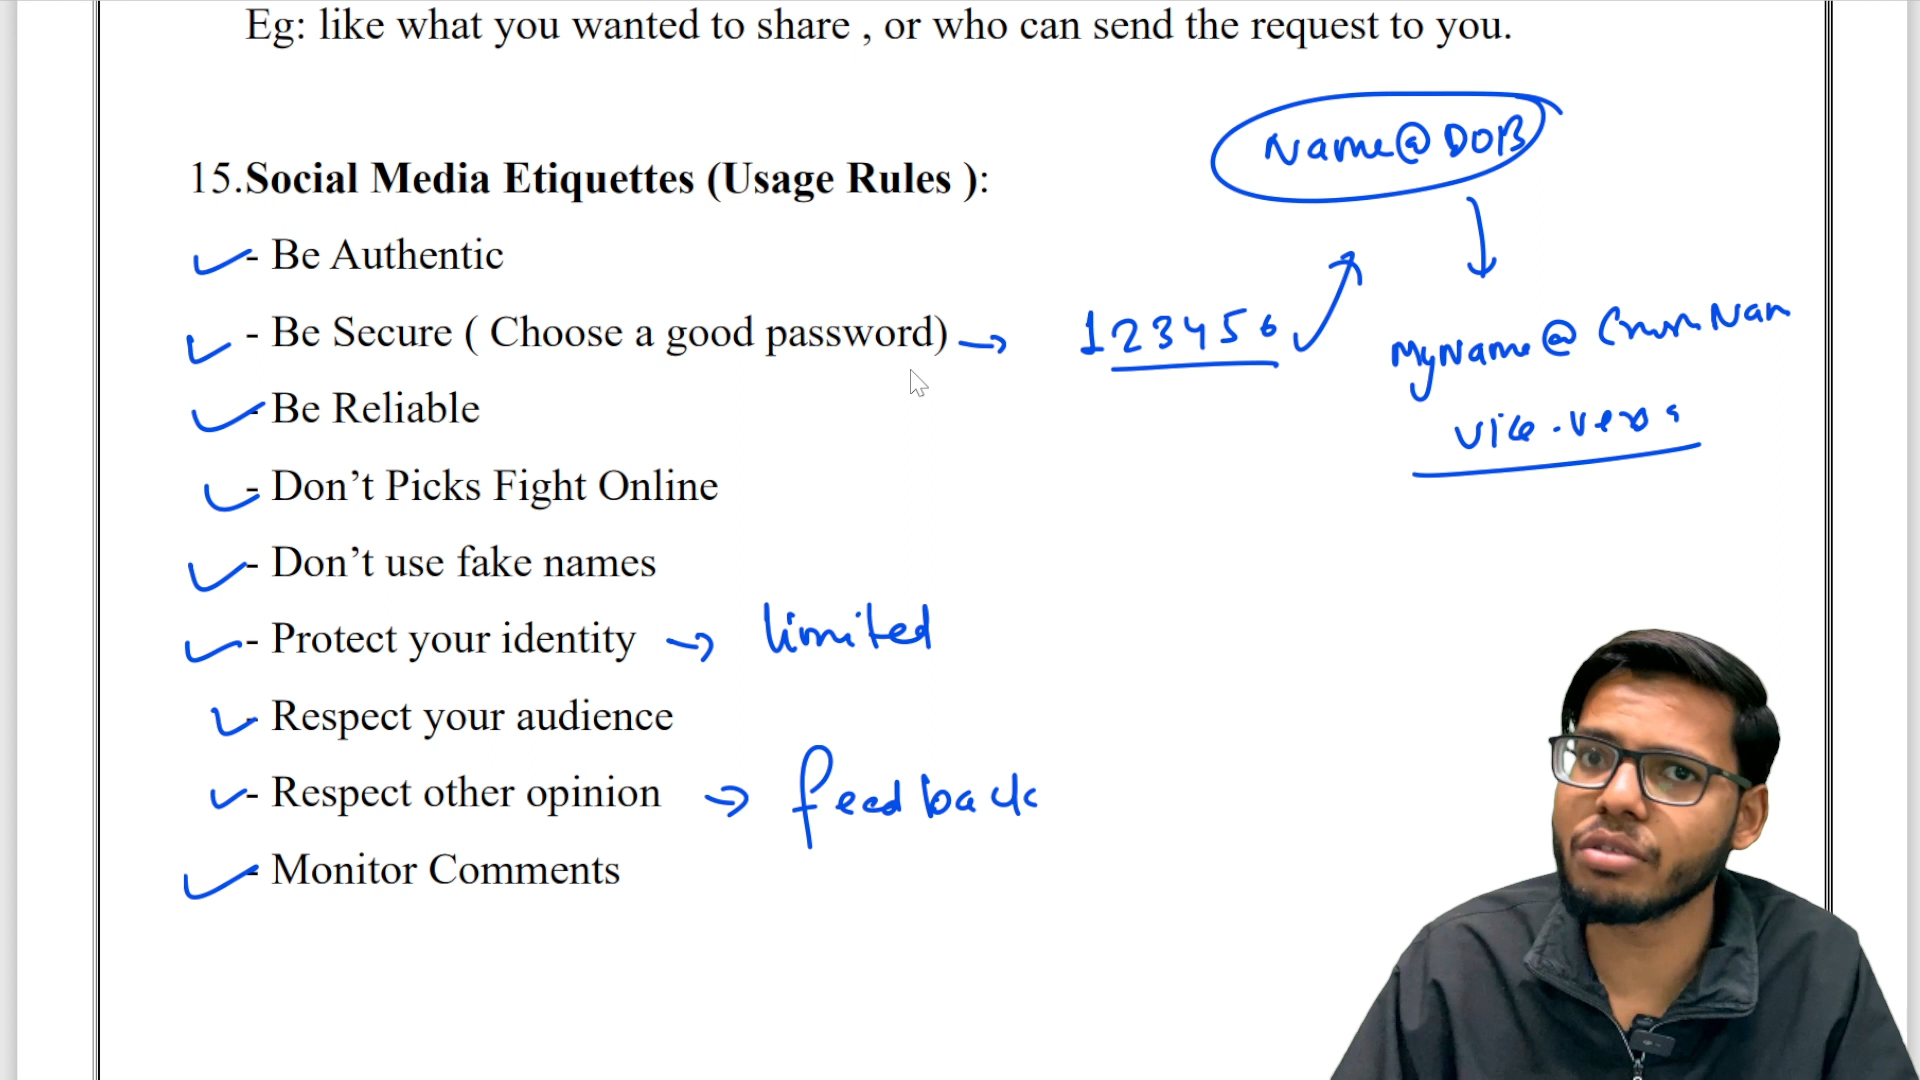 Eg: like what you wanted to share , or who can send the request to you.
Name@DOB
15.Social Media Etiquettes (Usage Rules ):
- Be Authentic
- Be Secure ( Choose a good password) → 123456
MyName@
- Be Reliable
- Don’t Picks Fight Online
- Don’t use fake names
- Protect your identity → limited
- Respect your audience
- Respect other opinion → feedback
- Monitor Comments